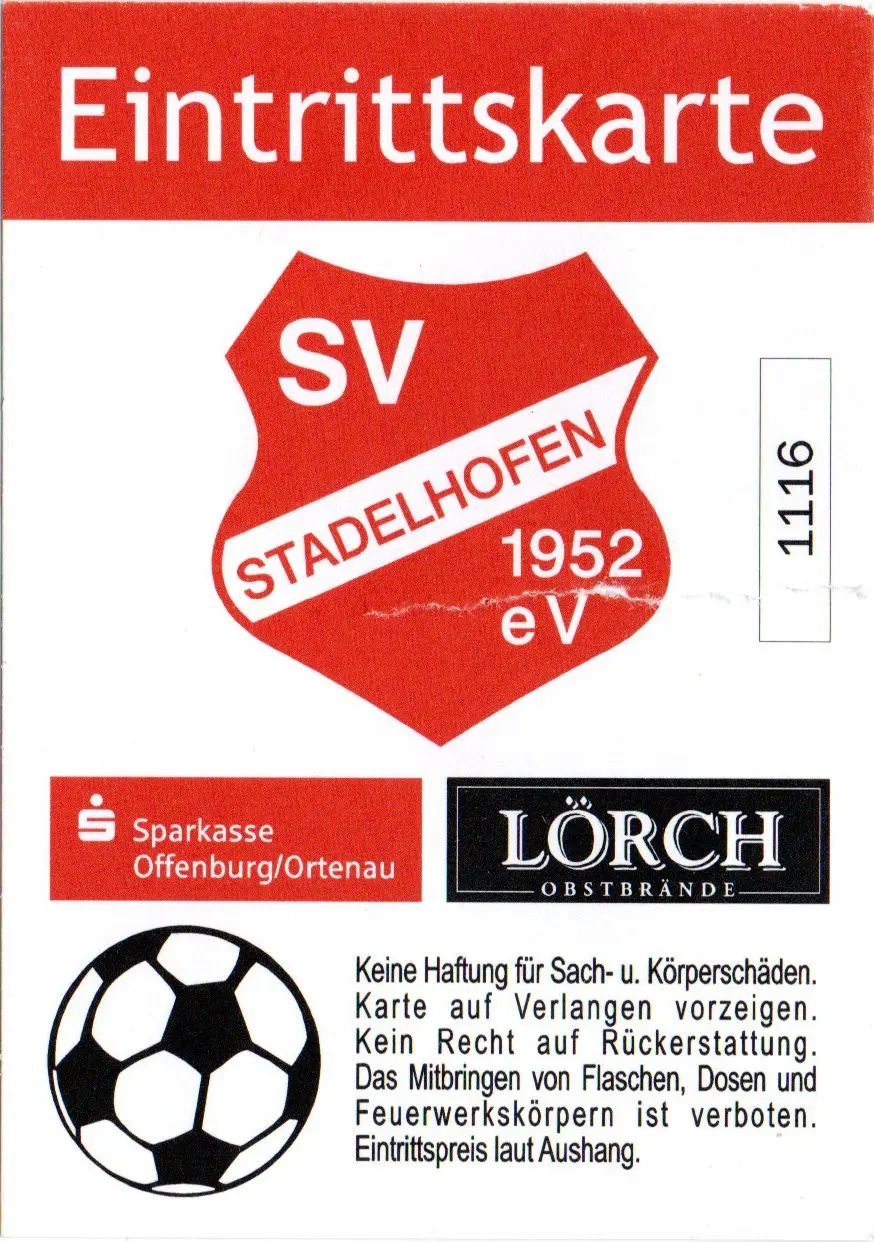 Eintrittskarte
SV
STADELHOFEN
1952
eV
1116
Sparkasse
Offenburg/Ortenau
LÖRCH
OBSTBRÄNDE
Keine Haftung für Sach- u. Körperschäden.
Karte auf Verlangen vorzeigen.
Kein Recht auf Rückerstattung.
Das Mitbringen von Flaschen, Dosen und
Feuerwerkskörpern ist verboten.
Eintrittspreis laut Aushang.